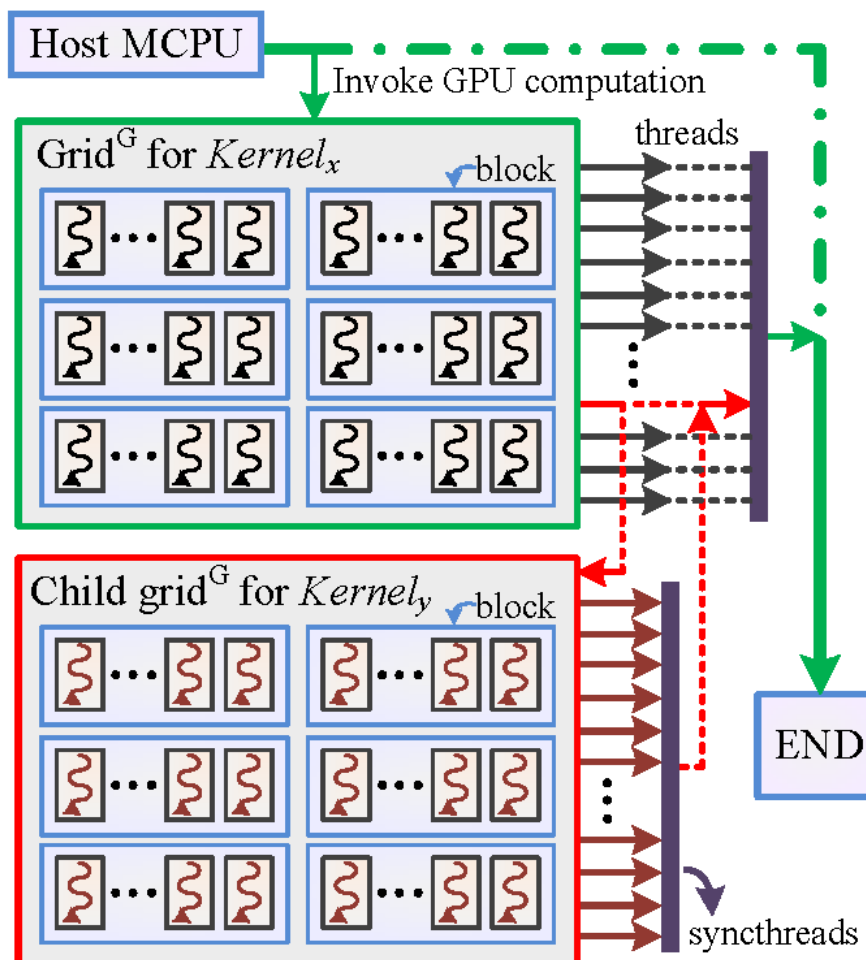 Host MCPU
Invoke GPU computation
threads
Grid^G for Kernel_x
block
Child grid^G for Kernel_y
block
END
syncthreads